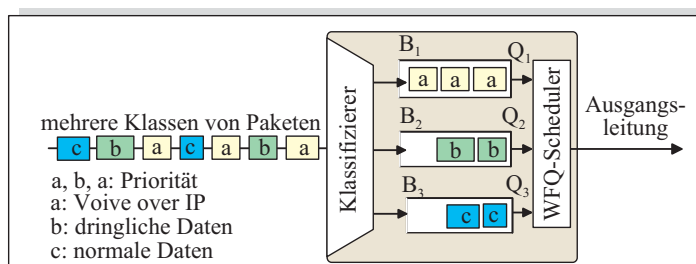 mehrere Klassen von Paketen
c b a c a b a
a, b, a: Priorität
a: Voive over IP
b: dringliche Daten
c: normale Daten
Klassifizierer
B1 Q1
a a a
B2 Q2
b b
B3 Q3
c c
WFQ-Scheduler
Ausgangs-
leitung